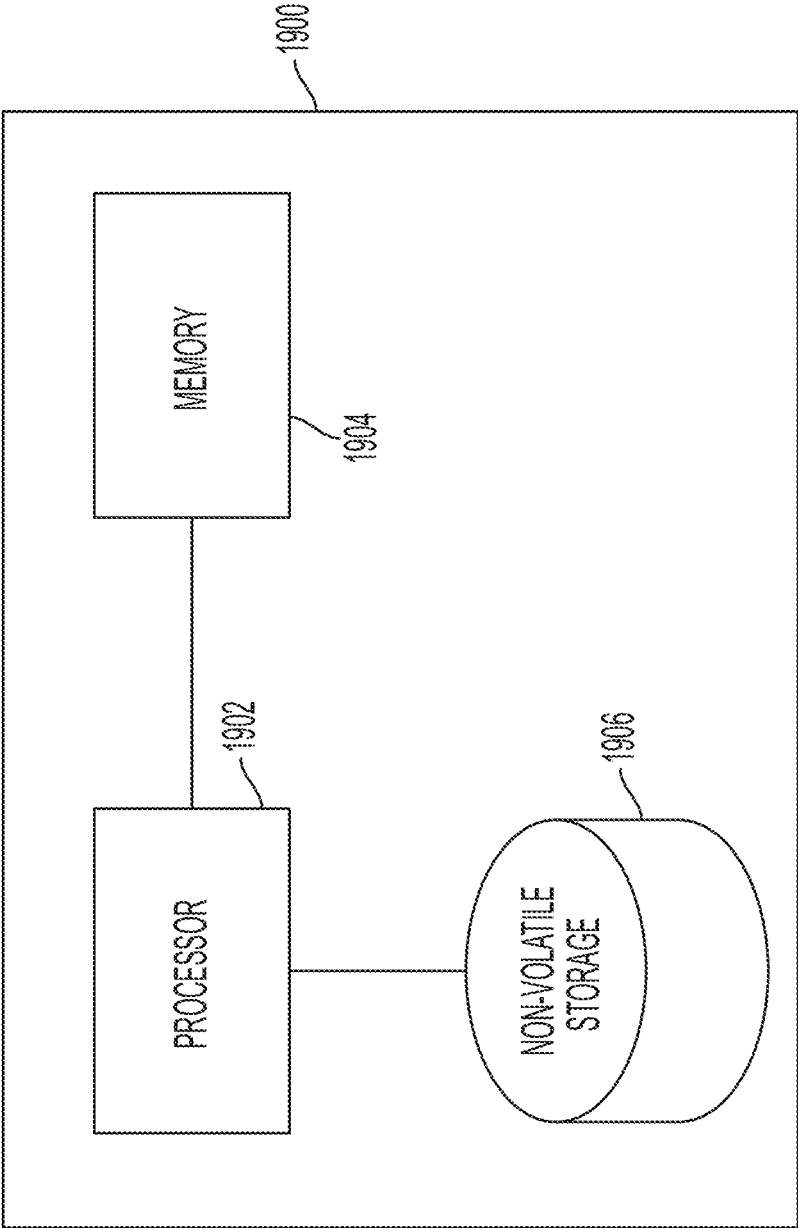 1900
PROCESSOR
1902
MEMORY
1904
NON-VOLATILE
STORAGE
1906